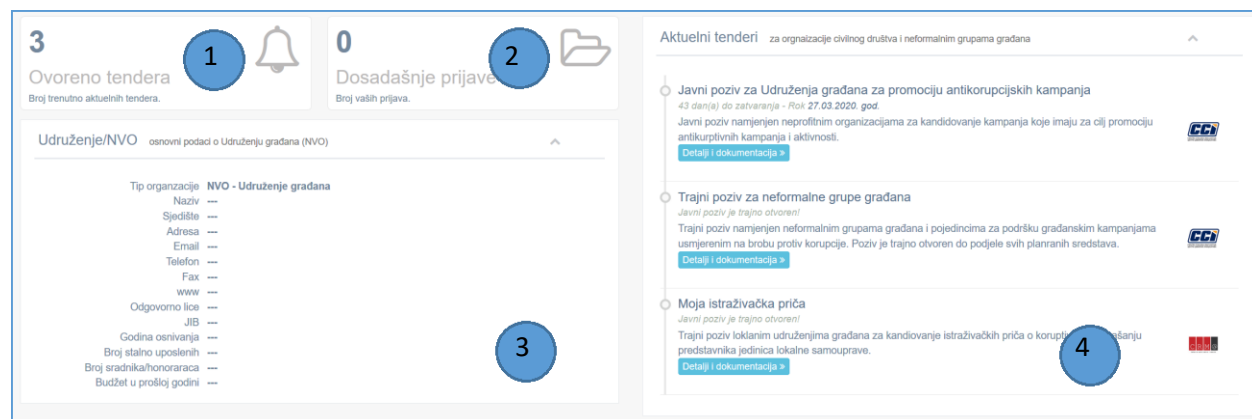 3
1
Ovoreno tendera
Broj trenutno aktuelnih tendera.
0
2
Dosadašnje prijave
Broj vaših prijava.
Udruženje/NVO osnovni podaci o Udruženju građana (NVO)
Tip organzacije NVO - Udruženje građana
Naziv ---
Sjedište ---
Adresa ---
Email ---
Telefon ---
Fax ---
www ---
Odgovorno lice ---
JIB ---
Godina osnivanja ---
Broj stalno uposlenih ---
Broj sradnika/honoraraca ---
Budžet u prošloj godini ---
3
Aktuelni tenderi za orgnaizacije civilnog društva i neformalnim grupama građana
Javni poziv za Udruženja građana za promociju antikorupcijskih kampanja
43 dan(a) do zatvaranja - Rok 27.03.2020. god.
Javni poziv namjenjen neprofitnim organizacijama za kandidovanje kampanja koje imaju za cilj promociju
antikurptivnih kampanja i aktivnosti.
Detalji i dokumentacija »
CCI
Trajni poziv za neformalne grupe građana
Javni poziv je trajno otvoren!
Trajni poziv namjenjen neformalnim grupama građana i pojedincima za podršku građanskim kampanjama
usmjerenim na brobu protiv korupcije. Poziv je trajno otvoren do podjele svih planranih sredstava.
Detalji i dokumentacija »
CCI
Moja istraživačka priča
Javni poziv je trajno otvoren!
Trajni poziv loklanim udruženjima građana za kandiovanje istraživačkih priča o
predstavnika jedinica lokalne samouprave.
Detalji i dokumentacija »
4